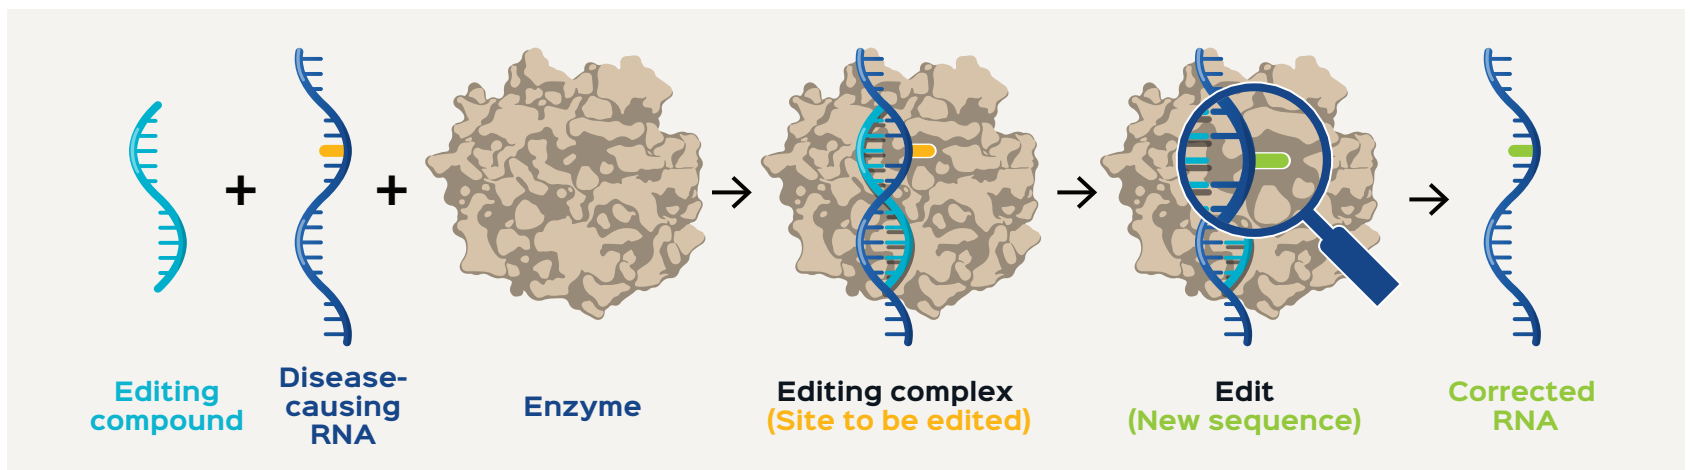 Editing
compound
+
Disease-
causing
RNA
+
Enzyme
Editing complex
(Site to be edited)
Edit
(New sequence)
Corrected
RNA